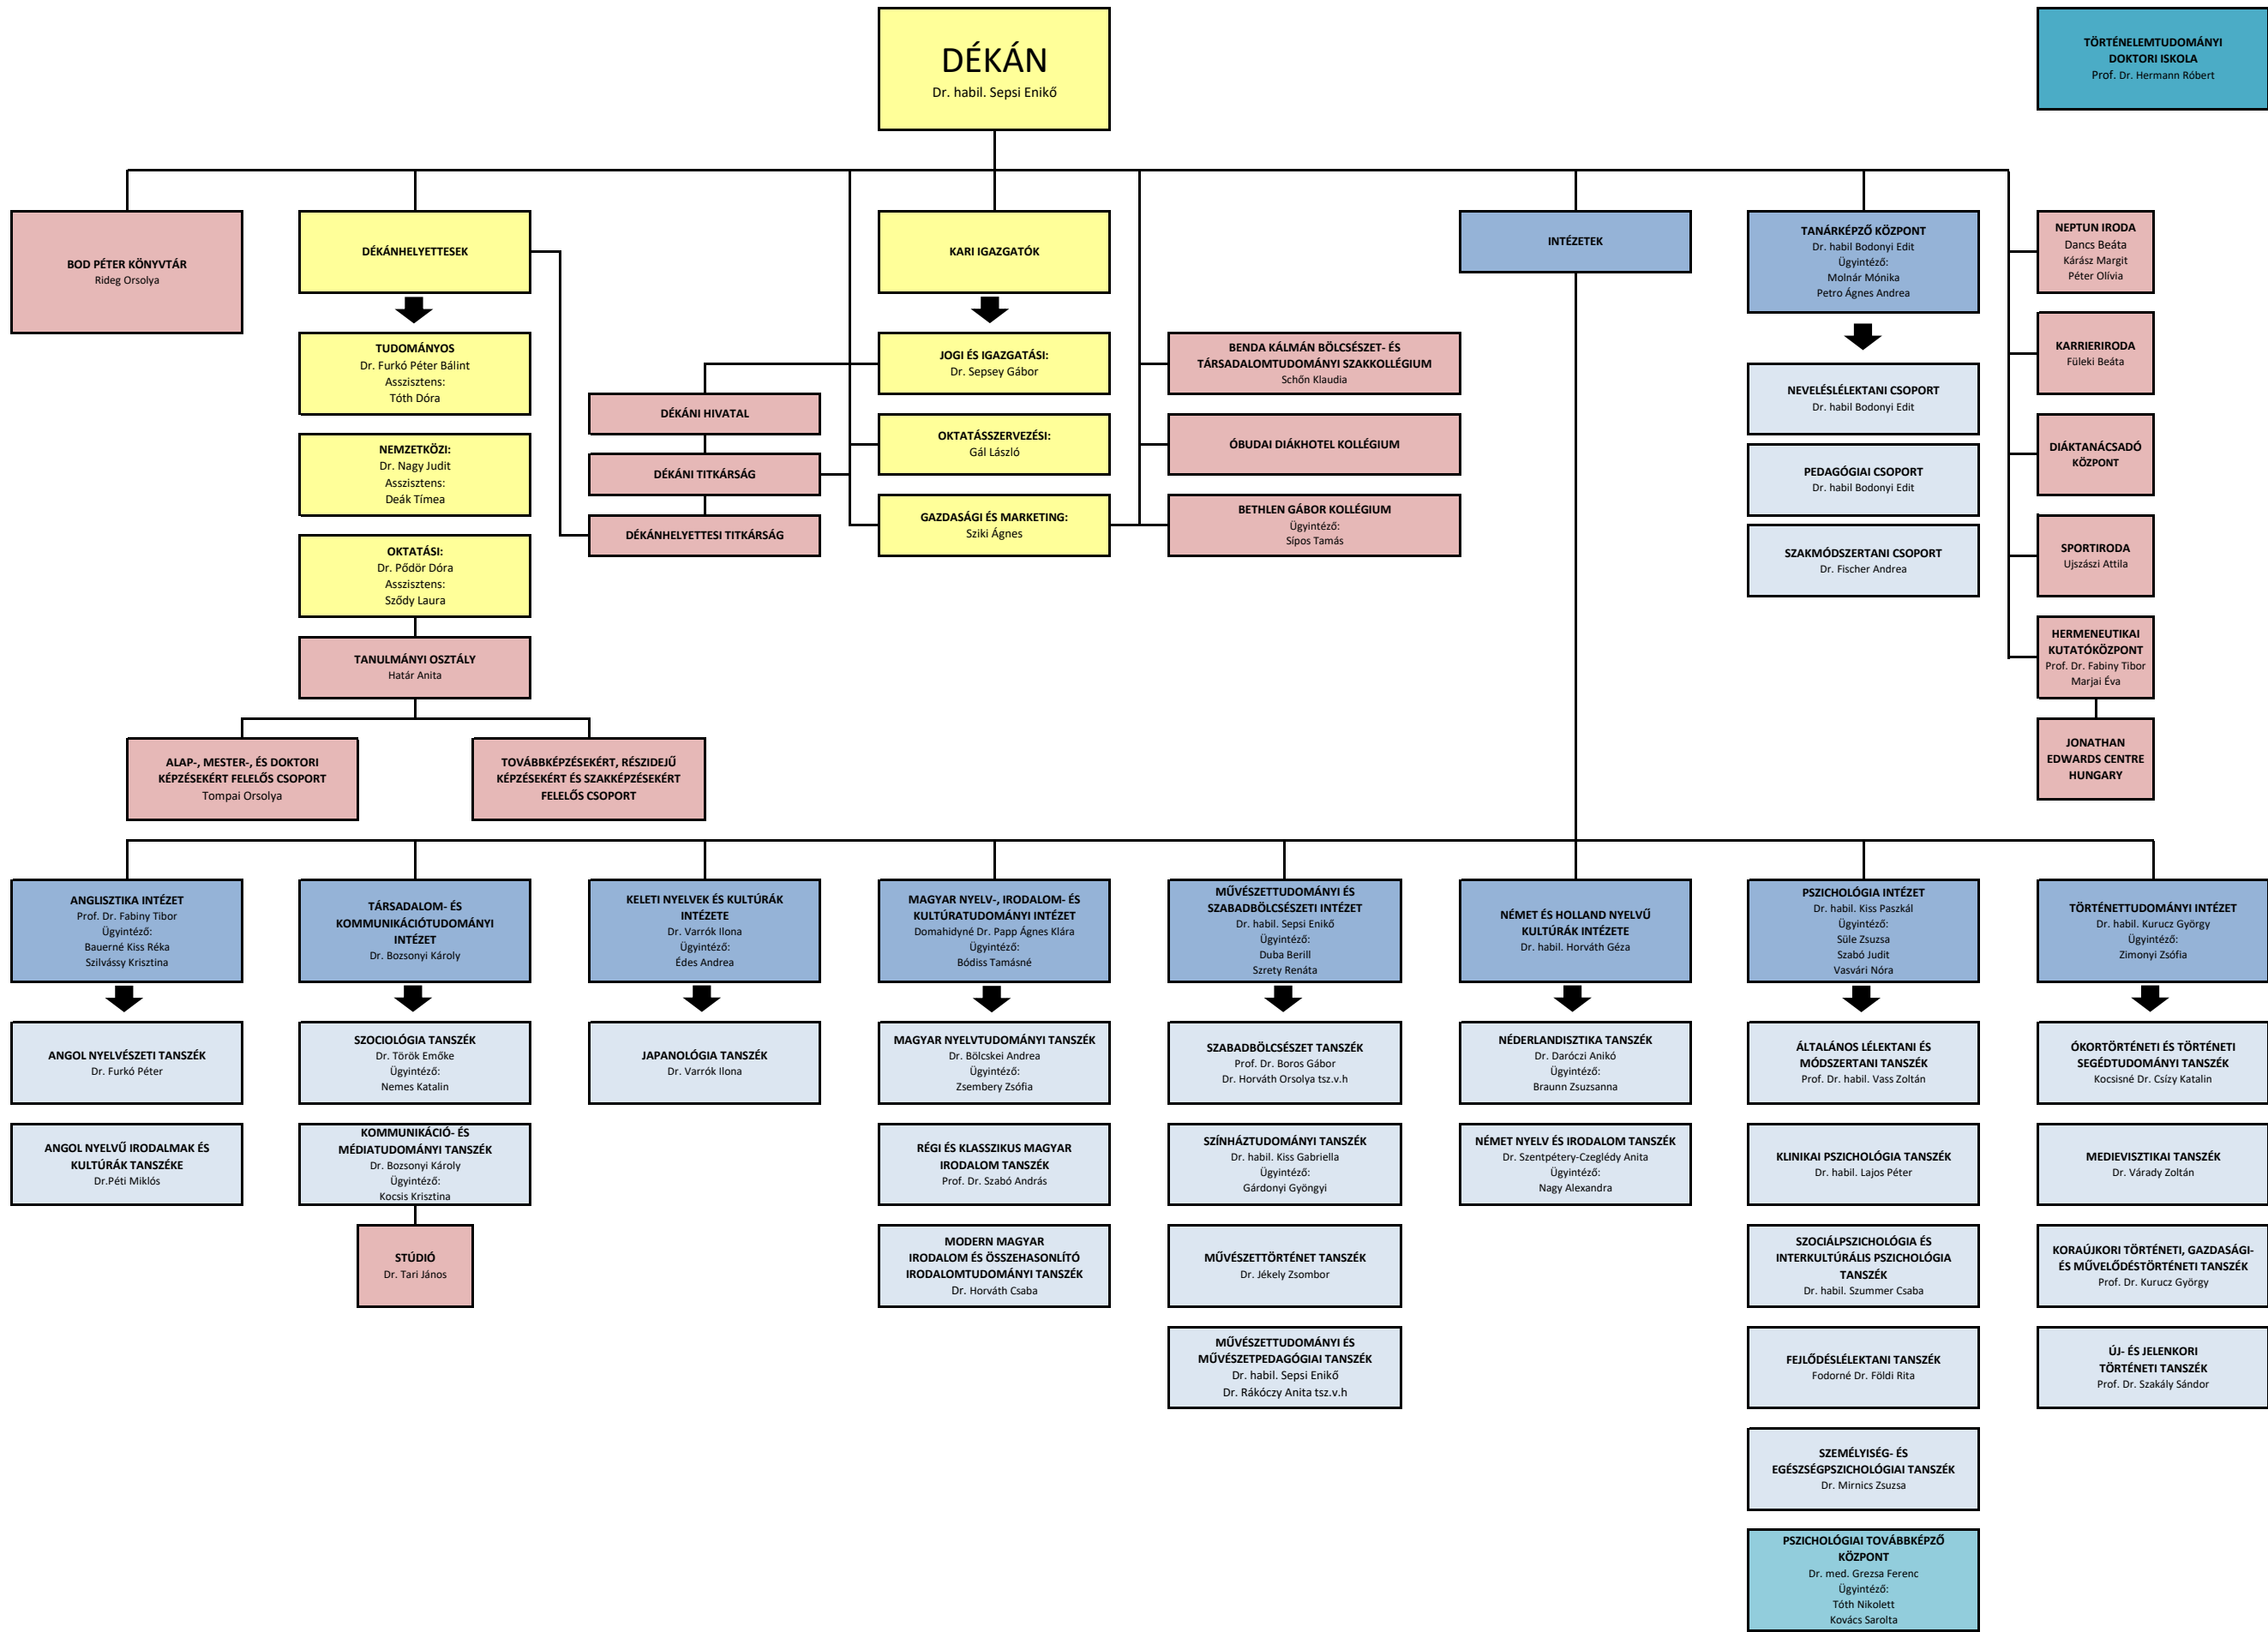 DÉKÁN
Dr. habil. Sepsi Enikő
TÖRTÉNELEMTUDOMÁNYI
DOKTORI ISKOLA
Prof. Dr. Hermann Róbert
BOD PÉTER KÖNYVTÁR
Rideg Orsolya
DÉKÁNHELYETTESEK
KARI IGAZGATÓK
INTÉZETEK
TANÁRKÉPZŐ KÖZPONT
Dr. habil Bodonyi Edit
Ügyintéző:
Molnár Mónika
Petro Ágnes Andrea
NEPTUN IRODA
Dancs Beáta
Kárász Margit
Péter Olívia
TUDOMÁNYOS
Dr. Furkó Péter Bálint
Asszisztens:
Tóth Dóra
NEMZETKÖZI:
Dr. Nagy Judit
Asszisztens:
Deák Tímea
OKTATÁSI:
Dr. Pődör Dóra
Asszisztens:
Sződy Laura
TANULMÁNYI OSZTÁLY
Határ Anita
ALAP-, MESTER-, ÉS DOKTORI
KÉPZÉSEKÉRT FELELŐS CSOPORT
Tompai Orsolya
TOVÁBBKÉPZÉSEKÉRT, RÉSZIDEJŰ
KÉPZÉSEKÉRT ÉS SZAKKÉPZÉSEKÉRT
FELELŐS CSOPORT
DÉKÁNI HIVATAL
DÉKÁNI TITKÁRSÁG
DÉKÁNHELYETTESI TITKÁRSÁG
JOGI ÉS IGAZGATÁSI:
Dr. Sepsey Gábor
OKTATÁSSZERVEZÉSI:
Gál László
GAZDASÁGI ÉS MARKETING:
Sziki Ágnes
BENDA KÁLMÁN BÖLCSÉSZET- ÉS
TÁRSADALOMTUDOMÁNYI SZAKKOLLÉGIUM
Schőn Klaudia
ÓBUDAI DIÁKHOTEL KOLLÉGIUM
BETHLEN GÁBOR KOLLÉGIUM
Ügyintéző:
Sípos Tamás
NEVELÉSLÉLEKTANI CSOPORT
Dr. habil Bodonyi Edit
PEDAGÓGIAI CSOPORT
Dr. habil Bodonyi Edit
SZAKMÓDSZERTANI CSOPORT
Dr. Fischer Andrea
KARRIERIRODA
Füleki Beáta
DIÁKTANÁCSADÓ
KÖZPONT
SPORTIRODA
Ujszászi Attila
HERMENEUTIKAI
KUTATÓKÖZPONT
Prof. Dr. Fabiny Tibor
Marjai Éva
JONATHAN
EDWARDS CENTRE
HUNGARY
ANGLISZTIKA INTÉZET
Prof. Dr. Fabiny Tibor
Ügyintéző:
Bauerné Kiss Réka
Szilvássy Krisztina
TÁRSADALOM- ÉS
KOMMUNIKÁCIÓTUDOMÁNYI
INTÉZET
Dr. Bozsonyi Károly
KELETI NYELVEK ÉS KULTÚRÁK
INTÉZETE
Dr. Varrók Ilona
Ügyintéző:
Édes Andrea
MAGYAR NYELV-, IRODALOM- ÉS
KULTÚRATUDOMÁNYI INTÉZET
Domahidyné Dr. Papp Ágnes Klára
Ügyintéző:
Bódiss Tamásné
MŰVÉSZETTUDOMÁNYI ÉS
SZABADBÖLCSÉSZETI INTÉZET
Dr. habil. Sepsi Enikő
Ügyintéző:
Duba Berill
Szrety Renáta
NÉMET ÉS HOLLAND NYELVŰ
KULTÚRÁK INTÉZETE
Dr. habil. Horváth Géza
PSZICHOLÓGIA INTÉZET
Dr. habil. Kiss Paszkál
Ügyintéző:
Süle Zsuzsa
Szabó Judit
Vasvári Nóra
TÖRTÉNETTUDOMÁNYI INTÉZET
Dr. habil. Kurucz György
Ügyintéző:
Zimonyi Zsófia
ANGOL NYELVÉSZETI TANSZÉK
Dr. Furkó Péter
ANGOL NYELVŰ IRODALMAK ÉS
KULTÚRÁK TANSZÉKE
Dr.Péti Miklós
SZOCIOLÓGIA TANSZÉK
Dr. Török Emőke
Ügyintéző:
Nemes Katalin
KOMMUNIKÁCIÓ- ÉS
MÉDIATUDOMÁNYI TANSZÉK
Dr. Bozsonyi Károly
Ügyintéző:
Kocsis Krisztina
STÚDIÓ
Dr. Tari János
JAPANOLÓGIA TANSZÉK
Dr. Varrók Ilona
MAGYAR NYELVTUDOMÁNYI TANSZÉK
Dr. Bölcskei Andrea
Ügyintéző:
Zsembery Zsófia
RÉGI ÉS KLASSZIKUS MAGYAR
IRODALOM TANSZÉK
Prof. Dr. Szabó András
MODERN MAGYAR
IRODALOM ÉS ÖSSZEHASONLÍTÓ
IRODALOMTUDOMÁNYI TANSZÉK
Dr. Horváth Csaba
SZABADBÖLCSÉSZET TANSZÉK
Prof. Dr. Boros Gábor
Dr. Horváth Orsolya tsz.v.h
SZÍNHÁZTUDOMÁNYI TANSZÉK
Dr. habil. Kiss Gabriella
Ügyintéző:
Gárdonyi Gyöngyi
MŰVÉSZETTÖRTÉNET TANSZÉK
Dr. Jékely Zsombor
MŰVÉSZETTUDOMÁNYI ÉS
MŰVÉSZETPEDAGÓGIAI TANSZÉK
Dr. habil. Sepsi Enikő
Dr. Rákóczy Anita tsz.v.h
NÉDERLANDISZTIKA TANSZÉK
Dr. Daróczi Anikó
Ügyintéző:
Braunn Zsuzsanna
NÉMET NYELV ÉS IRODALOM TANSZÉK
Dr. Szentpétery-Czeglédy Anita
Ügyintéző:
Nagy Alexandra
ÁLTALÁNOS LÉLEKTANI ÉS
MÓDSZERTANI TANSZÉK
Prof. Dr. habil. Vass Zoltán
KLINIKAI PSZICHOLÓGIA TANSZÉK
Dr. habil. Lajos Péter
SZOCIÁLPSZICHOLÓGIA ÉS
INTERKULTÚRÁLIS PSZICHOLÓGIA
TANSZÉK
Dr. habil. Szummer Csaba
FEJLŐDÉSLÉLEKTANI TANSZÉK
Fodorné Dr. Földi Rita
SZEMÉLYISÉG- ÉS
EGÉSZSÉGPSZICHOLÓGIAI TANSZÉK
Dr. Mirnics Zsuzsa
PSZICHOLÓGIAI TOVÁBBKÉPZŐ
KÖZPONT
Dr. med. Grezsa Ferenc
Ügyintéző:
Tóth Nikolett
Kovács Sarolta
ÓKORTÖRTÉNETI ÉS TÖRTÉNETI
SEGÉDTUDOMÁNYI TANSZÉK
Kocsisné Dr. Csízy Katalin
MEDIEVISZTIKAI TANSZÉK
Dr. Várady Zoltán
KORAÚJKORI TÖRTÉNETI, GAZDASÁGI-
ÉS MŰVELŐDÉSTÖRTÉNETI TANSZÉK
Prof. Dr. Kurucz György
ÚJ- ÉS JELENKORI
TÖRTÉNETI TANSZÉK
Prof. Dr. Szakály Sándor